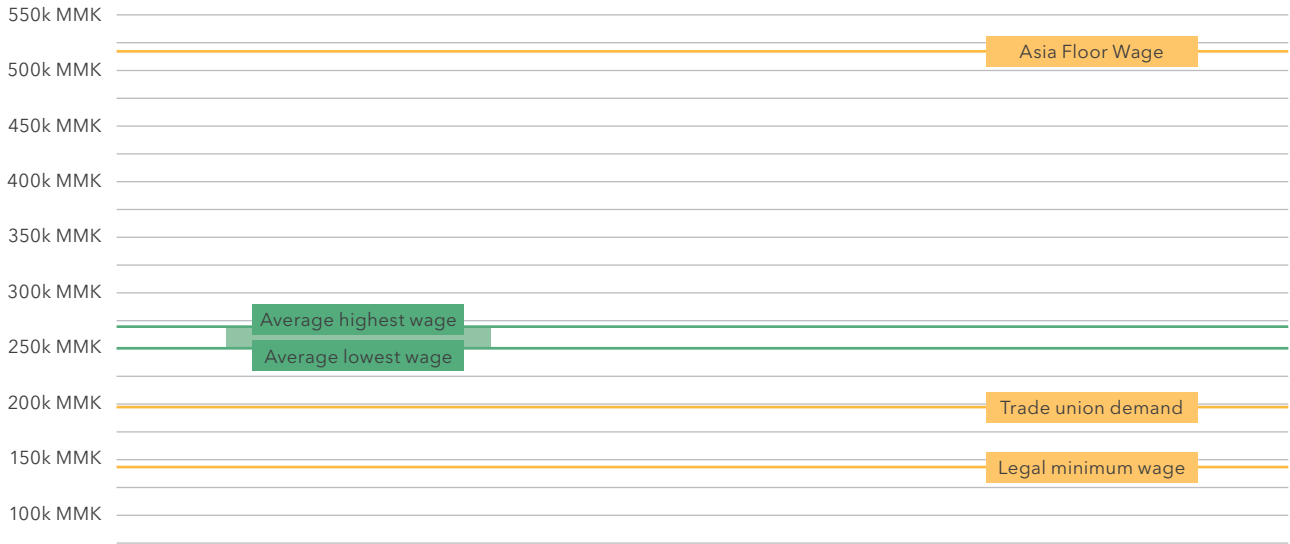 550k MMK
Asia Floor Wage
500k MMK
450k MMK
400k MMK
350k MMK
300k MMK
Average highest wage
250k MMK
Average lowest wage
200k MMK
Trade union demand
150k MMK
Legal minimum wage
100k MMK